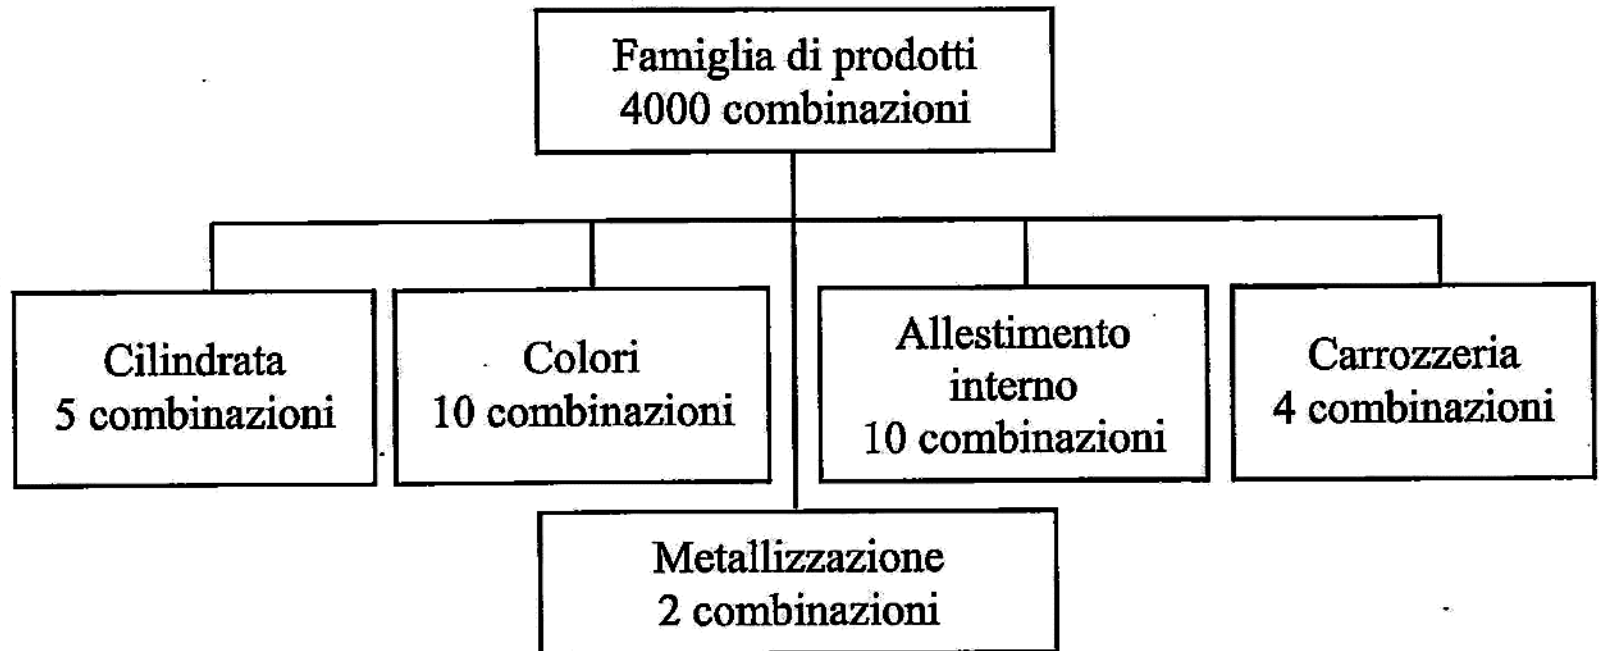 Famiglia di prodotti
4000 combinazioni
Cilindrata
5 combinazioni
Colori
10 combinazioni
Allestimento
interno
10 combinazioni
Carrozzeria
4 combinazioni
Metallizzazione
2 combinazioni